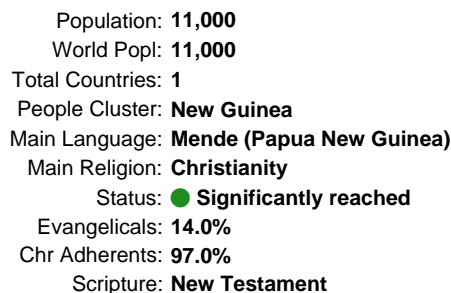 Population: 11,000
World Popl: 11,000
Total Countries: 1
People Cluster: New Guinea
Main Language: Mende (Papua New Guinea)
Main Religion: Christianity
Status: Significantly reached
Evangelicals: 14.0%
Chr Adherents: 97.0%
Scripture: New Testament